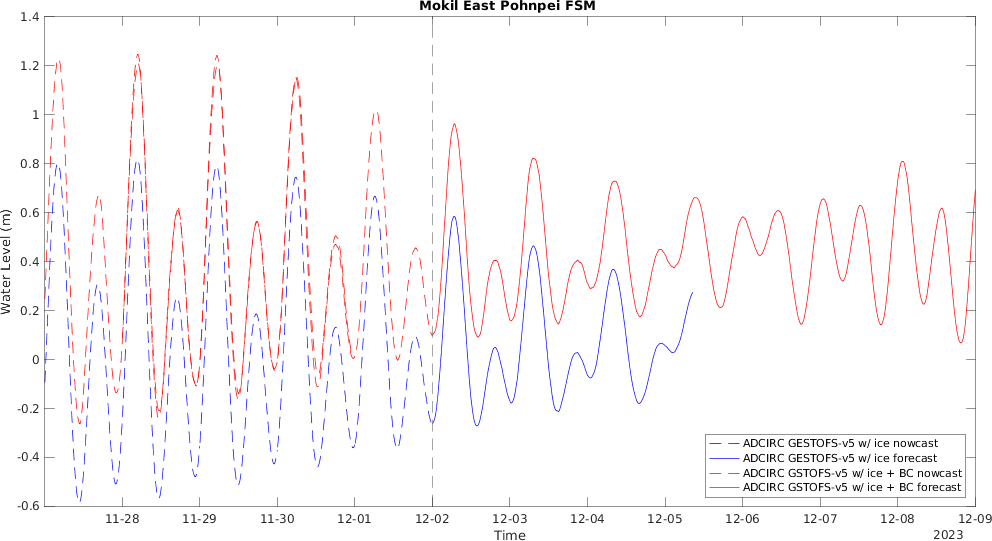 Mokil East Pohnpei FSM
1.4
1.2
1
0.8
0.6
0.4
0.2
0
-0.2
-0.4
-0.6
Water Level (m)
ADCIRC GESTOFS-v5 w/ ice nowcast
ADCIRC GESTOFS-v5 w/ ice forecast
ADCIRC GSTOFS-v5 w/ ice + BC nowcast
ADCIRC GSTOFS-v5 w/ ice + BC forecast
11-28 11-29 11-30 12-01 12-02 12-03 12-04 12-05 12-06 12-07 12-08 12-09
Time
2023